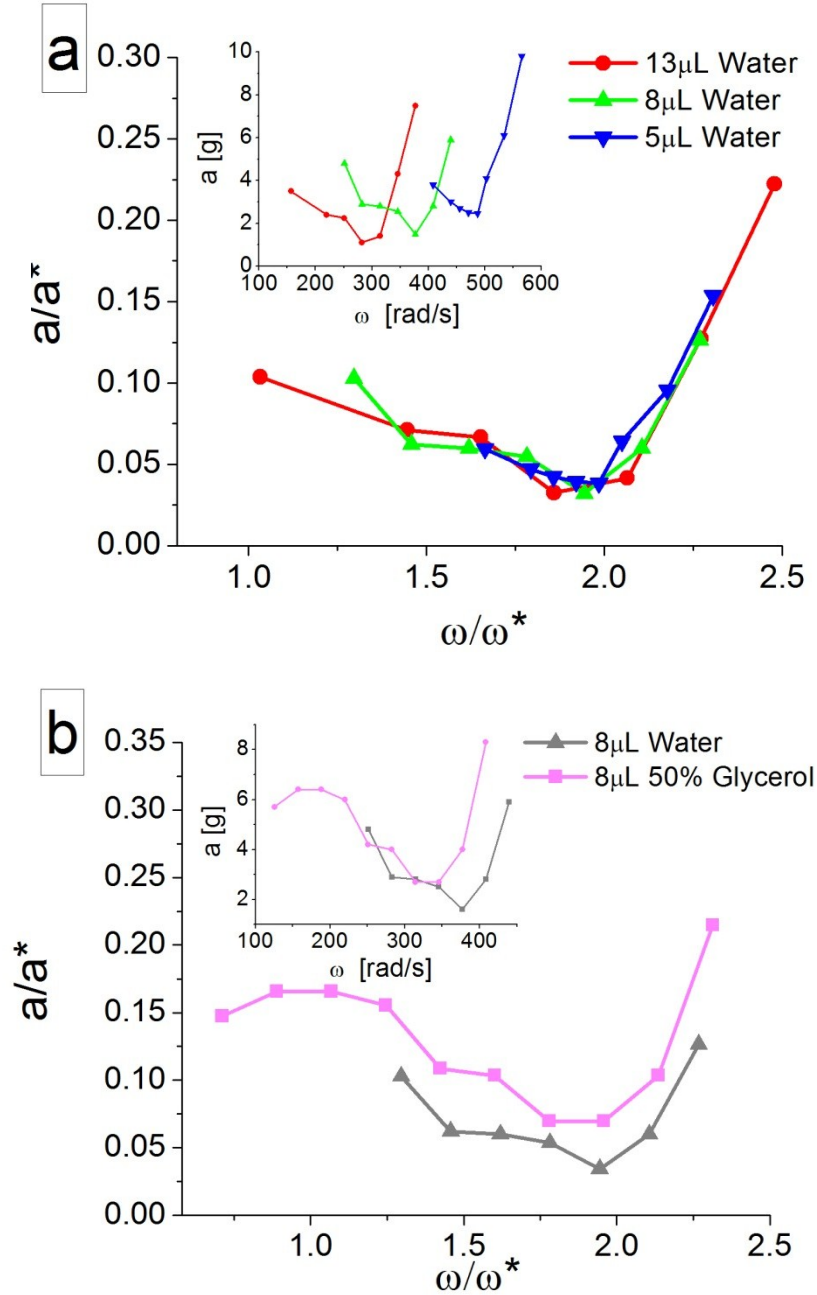 a
0.30
0.25
0.20
0.15
0.10
0.05
0.00
a/a*
1.0 1.5 2.0 2.5
ω/ω*
10
8
6
4
2
0
a [g]
100 200 300 400 500 600
ω [rad/s]
13μL Water
8μL Water
5μL Water
b
0.35
0.30
0.25
0.20
0.15
0.10
0.05
0.00
a/a*
1.0 1.5 2.0 2.5
ω/ω*
8
6
4
2
a [g]
100 200 300 400
ω [rad/s]
8μL Water
8μL 50% Glycerol